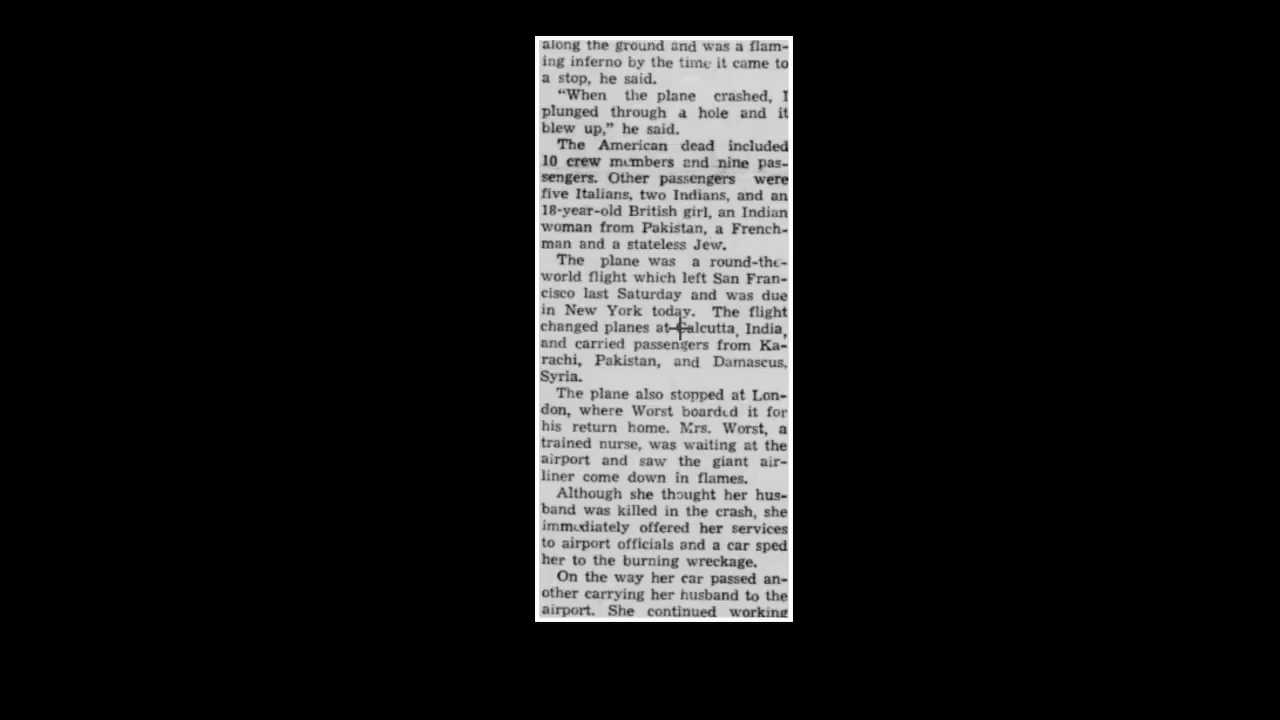 along the ground and was a flam-
ing inferno by the time it came to
a stop, he said.
"When the plane crashed, I
plunged through a hole and it
blew up," he said.
The American dead included
10 crew members and nine pas-
sengers. Other passengers were
five Italians, two Indians, and an
18-year-old British girl, an Indian
woman from Pakistan, a French-
man and a stateless Jew.
The plane was a round-the-
world flight which left San Fran-
cisco last Saturday and was due
in New York today. The flight
changed planes at Calcutta, India,
and carried passengers from Ka-
rachi, Pakistan, and Damascus,
Syria.
The plane also stopped at Lon-
don, where Worst boarded it for
his return home. Mrs. Worst, a
trained nurse, was waiting at the
airport and saw the giant air-
liner come down in flames.
Although she thought her hus-
band was killed in the crash, she
immediately offered her services
to airport officials and a car sped
her to the burning wreckage.
On the way her car passed an-
other carrying her husband to the
airport. She continued working